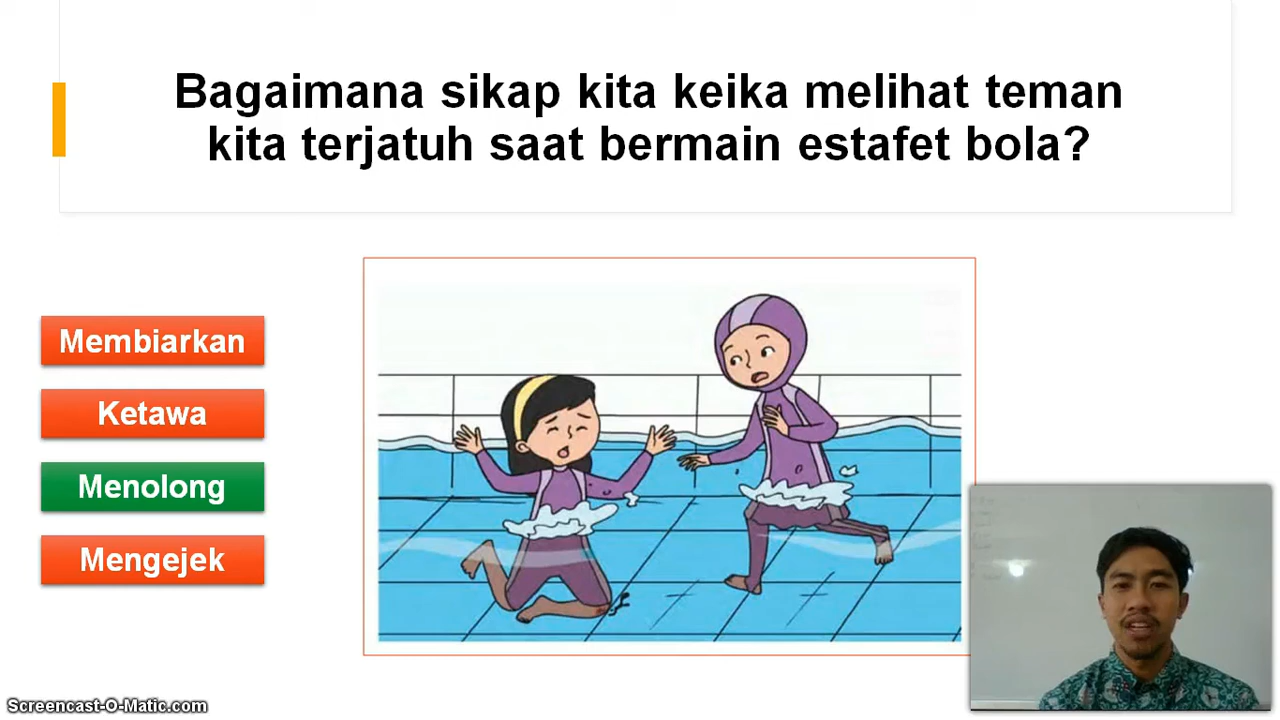 Bagaimana sikap kita keika melihat teman
kita terjatuh saat bermain estafet bola?
Membiarkan
Ketawa
Menolong
Mengejek
Screencast-O-Matic.com